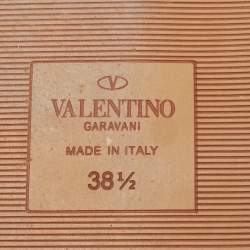 VALENTINO
GARAVANI
MADE IN ITALY
38½